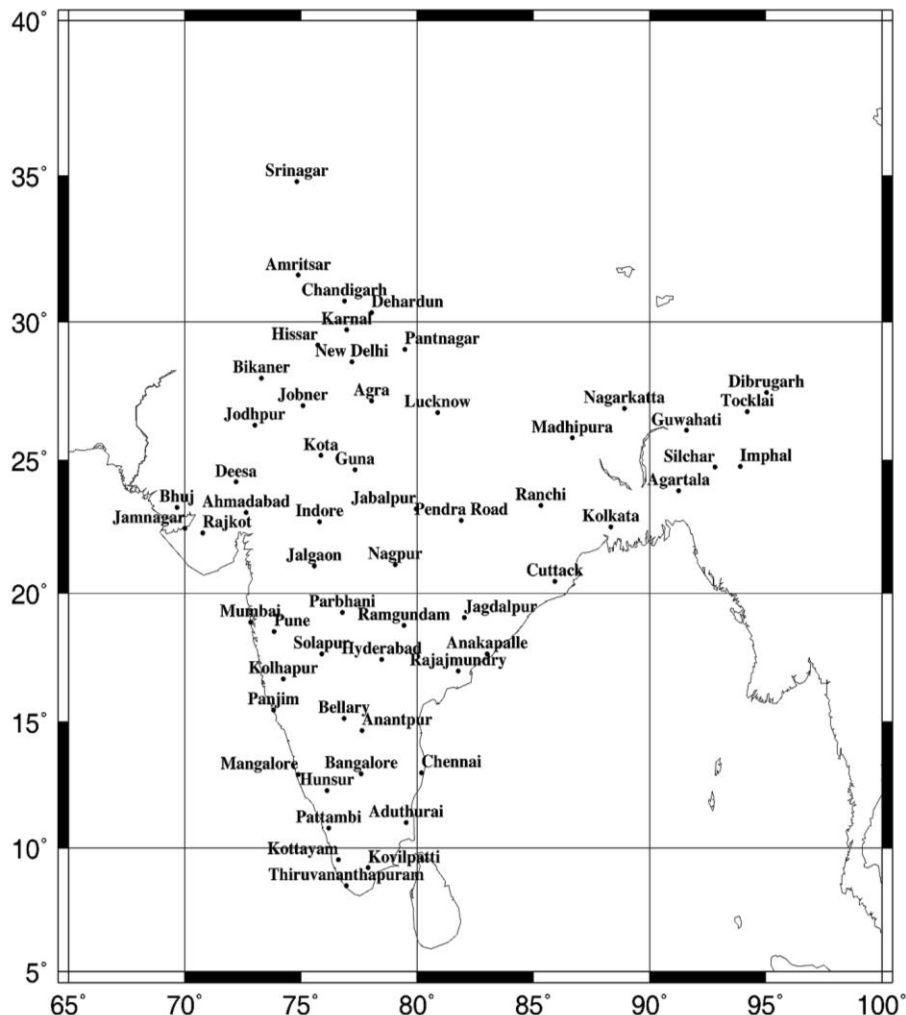 40°
35°
Srinagar
Amritsar
Chandigarh
Dehardun
30°
Karnal
Hissar
New Delhi
Pantnagar
Bikaner
Agra
Jobner
Lucknow
Jodhpur
Dibrugarh
Nagarkatta
Tocklai
Madhipura
Guwahati
Kota
Guna
25°
Silchar
Imphal
Deesa
Agartala
Bhuj
Ahmadabad
Jabalpur
Ranchi
Jamnagar
Rajkot
Indore
Pendra Road
Kolkata
Jalgaon
Nagpur
Cuttack
20°
Mumbai
Parbhani
Jagdalpur
Pune
Ramgundam
Solapur
Hyderabad
Anakapalle
Kolhapur
Rajajmundry
Panjim
Bellary
15°
Anantpur
Mangalore
Bangalore
Chennai
Hunsur
Pattambi
Aduthurai
10°
Kottayam
Kovilpatti
Thiruvananthapuram
5°
65° 70° 75° 80° 85° 90° 95° 100°